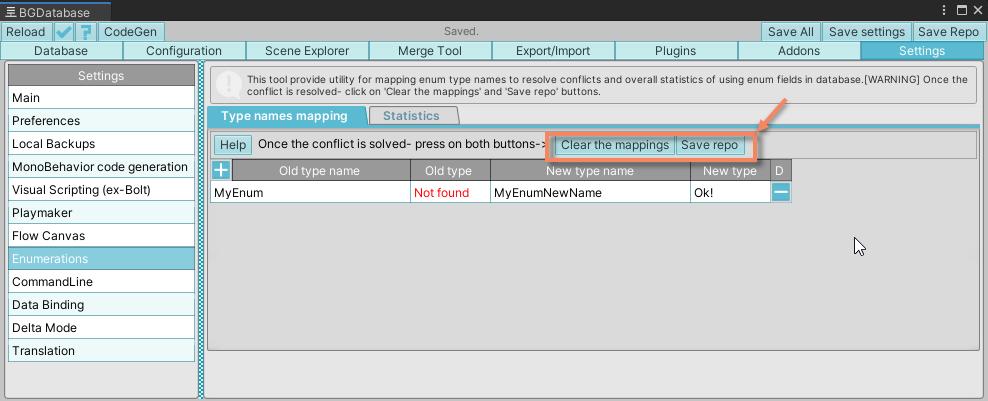 BGDatabase
Reload ? CodeGen Saved. Save All Save settings Save Repo
Database Configuration Scene Explorer Merge Tool Export/Import Plugins Addons Settings
Settings
Main
Preferences
Local Backups
MonoBehavior code generation
Visual Scripting (ex-Bolt)
Playmaker
Flow Canvas
Enumerations
CommandLine
Data Binding
Delta Mode
Translation
This tool provide utility for mapping enum type names to resolve conflicts and overall statistics of using enum fields in database.[WARNING] Once the
conflict is resolved- click on 'Clear the mappings' and 'Save repo' buttons.
Type names mapping Statistics
Help Once the conflict is solved- press on both buttons-> Clear the mappings Save repo
+ Old type name Old type New type name New type D
MyEnum Not found MyEnumNewName Ok!